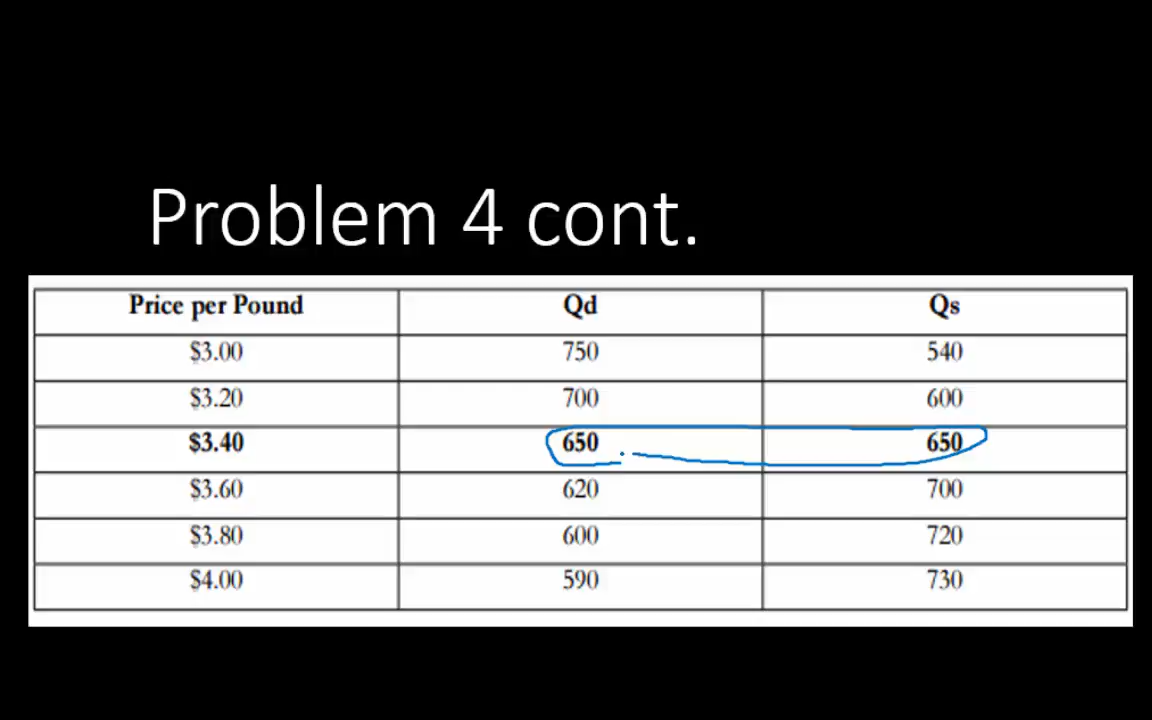 Problem 4 cont.
Price per Pound Qd Qs
$3.00 750 540
$3.20 700 600
$3.40 650 650
$3.60 620 700
$3.80 600 720
$4.00 590 730